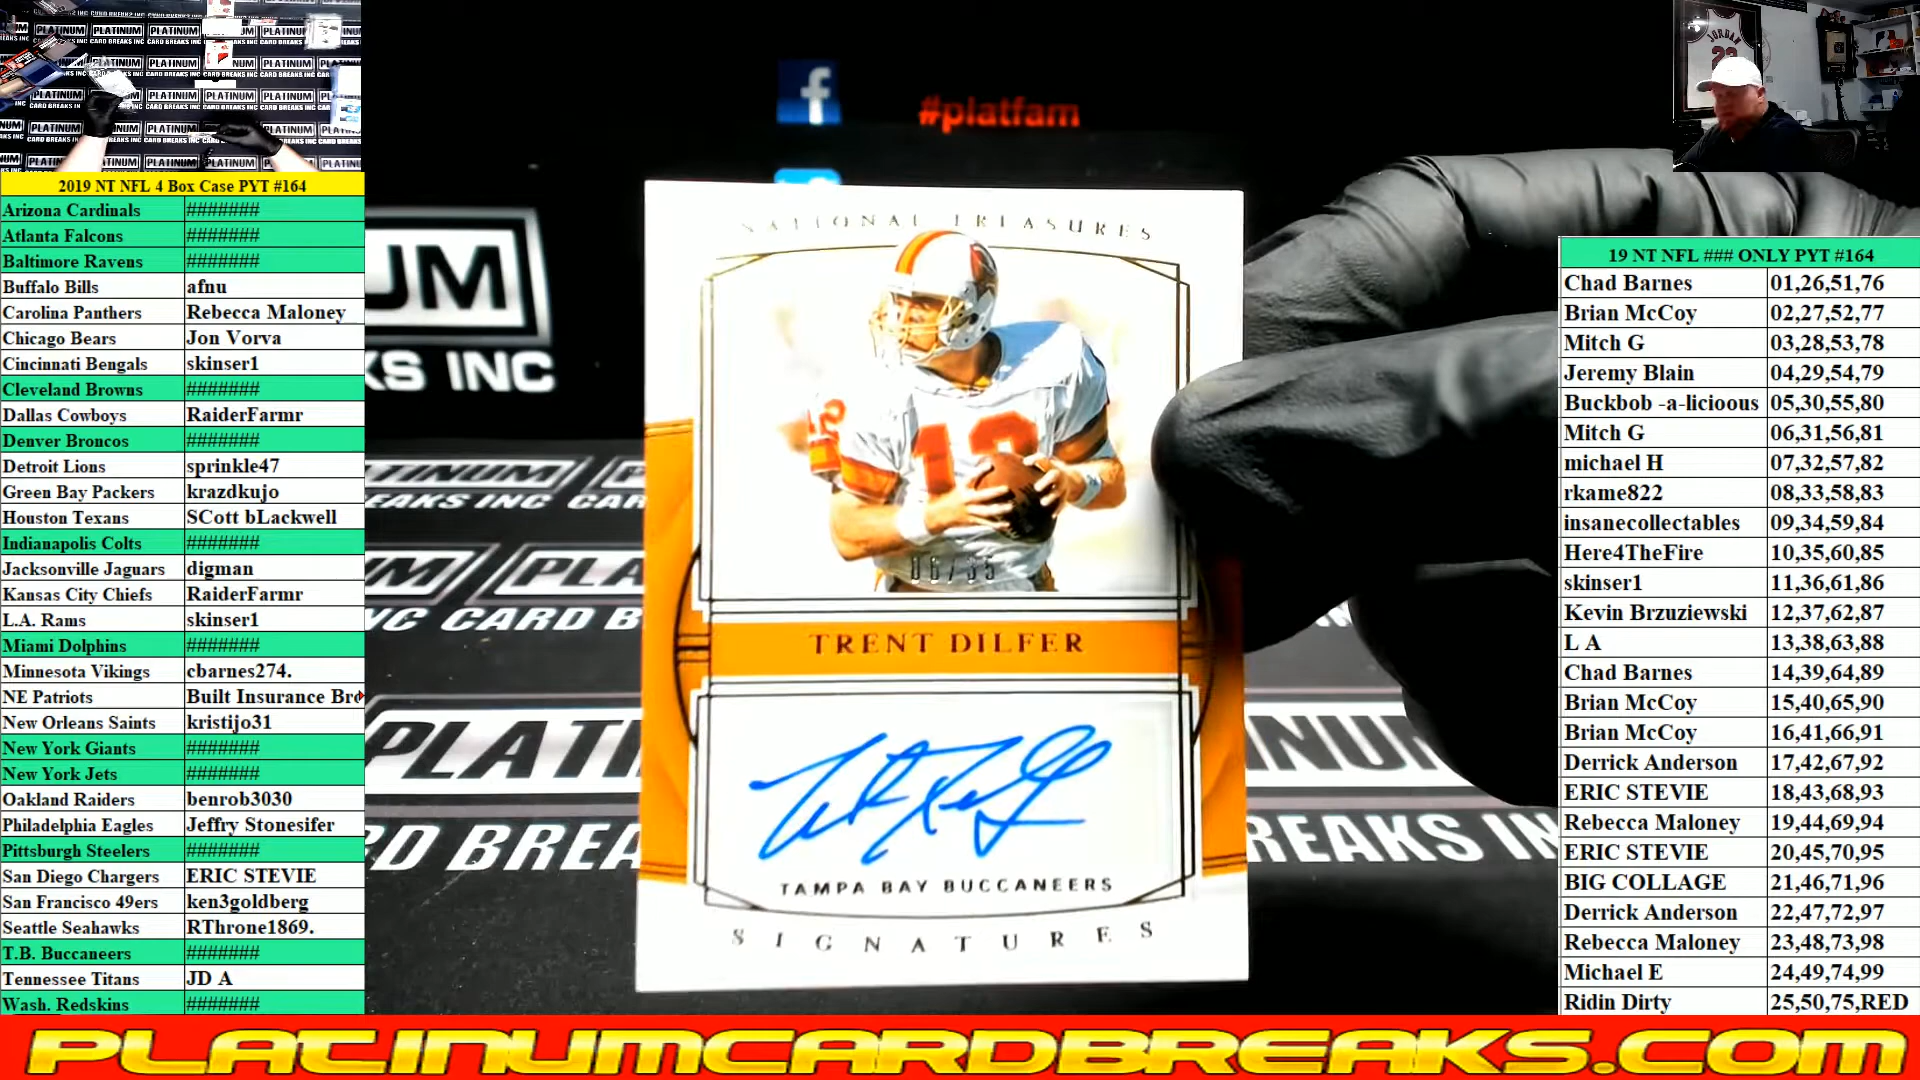 #platfam
NATIONAL TREASURES
06/35
TRENT DILFER
TAMPA BAY BUCCANEERS
SIGNATURES
JORDAN
PLATINUM
CARD BREAKS INC
2019 NT NFL 4 Box Case PYT #164
Arizona Cardinals #######
Atlanta Falcons #######
Baltimore Ravens #######
Buffalo Bills afnu
Carolina Panthers Rebecca Maloney
Chicago Bears Jon Vorva
Cincinnati Bengals skinser1
Cleveland Browns #######
Dallas Cowboys RaiderFarmr
Denver Broncos #######
Detroit Lions sprinkle47
Green Bay Packers krazdkujo
Houston Texans SCott bLackwell
Indianapolis Colts #######
Jacksonville Jaguars digman
Kansas City Chiefs RaiderFarmr
L.A. Rams skinser1
Miami Dolphins #######
Minnesota Vikings cbarnes274.
NE Patriots Built Insurance Bro
New Orleans Saints kristijo31
New York Giants #######
New York Jets #######
Oakland Raiders benrob3030
Philadelphia Eagles Jeffry Stonesifer
Pittsburgh Steelers #######
San Diego Chargers ERIC STEVIE
San Francisco 49ers ken3goldberg
Seattle Seahawks RThrone1869.
T.B. Buccaneers #######
Tennessee Titans JD A
Wash. Redskins #######
19 NT NFL ### ONLY PYT #164
Chad Barnes 01,26,51,76
Brian McCoy 02,27,52,77
Mitch G 03,28,53,78
Jeremy Blain 04,29,54,79
Buckbob -a-licioous 05,30,55,80
Mitch G 06,31,56,81
michael H 07,32,57,82
rkame822 08,33,58,83
insanecollectables 09,34,59,84
Here4TheFire 10,35,60,85
skinser1 11,36,61,86
Kevin Brzuziewski 12,37,62,87
L A 13,38,63,88
Chad Barnes 14,39,64,89
Brian McCoy 15,40,65,90
Brian McCoy 16,41,66,91
Derrick Anderson 17,42,67,92
ERIC STEVIE 18,43,68,93
Rebecca Maloney 19,44,69,94
ERIC STEVIE 20,45,70,95
BIG COLLAGE 21,46,71,96
Derrick Anderson 22,47,72,97
Rebecca Maloney 23,48,73,98
Michael E 24,49,74,99
Ridin Dirty 25,50,75,RED
PLATINUMCARDBREAKS.COM